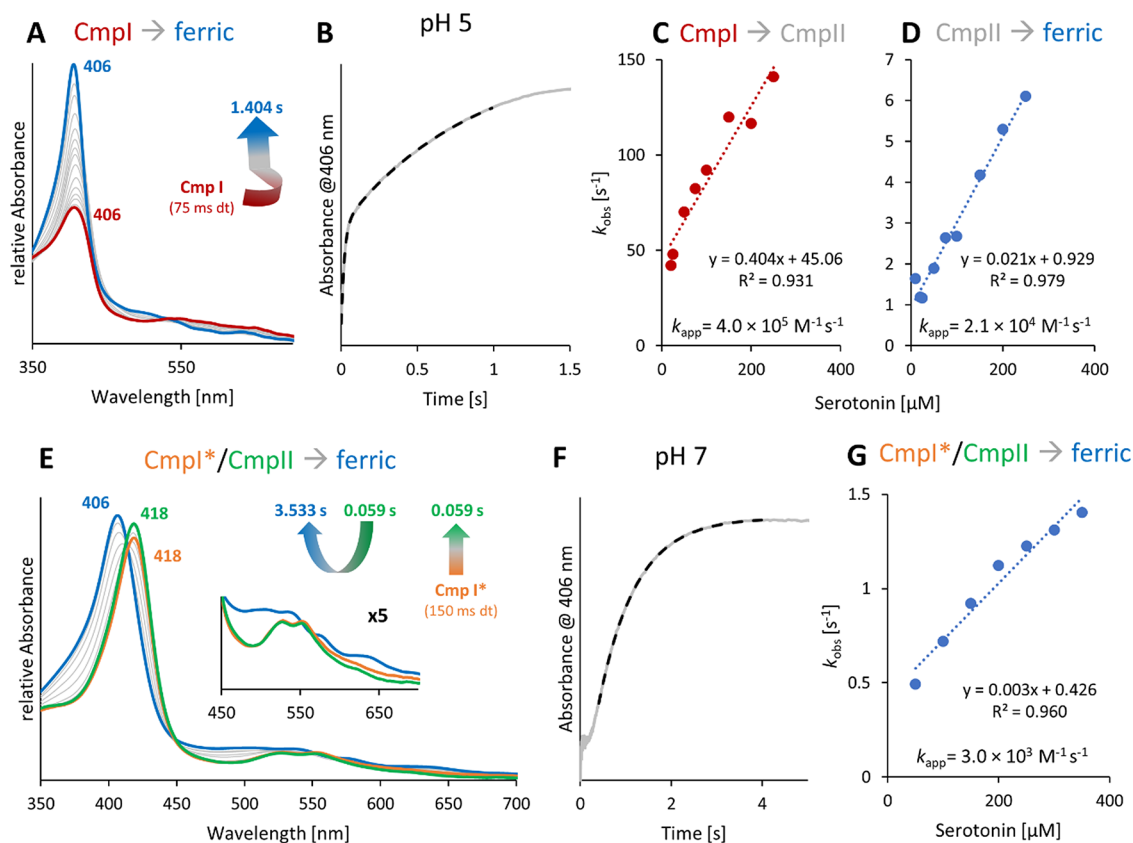 A CmpI → ferric
406
406
1.404 s
Cmp I
(75 ms dt)
relative Absorbance
350
550
Wavelength [nm]
B pH 5
Absorbance @406 nm
0
0.5
1
1.5
Time [s]
C CmpI → CmpII
150
100
50
0
k_obs [s⁻¹]
y = 0.404x + 45.06
R² = 0.931
k_app = 4.0 × 10⁵ M⁻¹ s⁻¹
0
200
400
D CmpII → ferric
7
6
5
4
3
2
1
0
y = 0.021x + 0.929
R² = 0.979
k_app = 2.1 × 10⁴ M⁻¹ s⁻¹
0
200
400
Serotonin [µM]
E CmpI*/CmpII → ferric
406
418
418
3.533 s
0.059 s
0.059 s
Cmp I*
(150 ms dt)
x5
450
550
650
relative Absorbance
350
400
450
500
550
600
650
700
Wavelength [nm]
F pH 7
Absorbance @ 406 nm
0
2
4
Time [s]
G CmpI*/CmpII → ferric
1.5
1
0.5
0
k_obs [s⁻¹]
y = 0.003x + 0.426
R² = 0.960
k_app = 3.0 × 10³ M⁻¹ s⁻¹
0
200
400
Serotonin [µM]